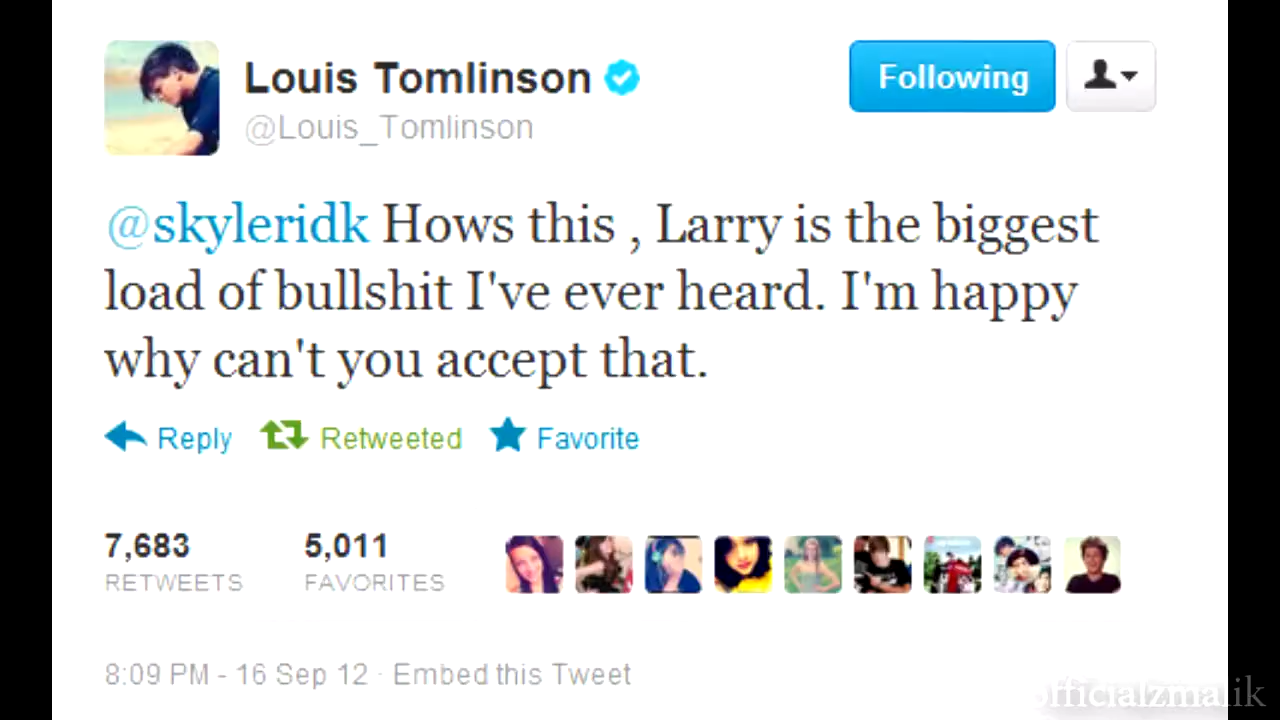 Louis Tomlinson
@Louis_Tomlinson
Following
@skyleridk Hows this , Larry is the biggest
load of bullshit I've ever heard. I'm happy
why can't you accept that.
Reply Retweeted Favorite
7,683 5,011
RETWEETS FAVORITES
8:09 PM - 16 Sep 12 · Embed this Tweet
officialzmalik